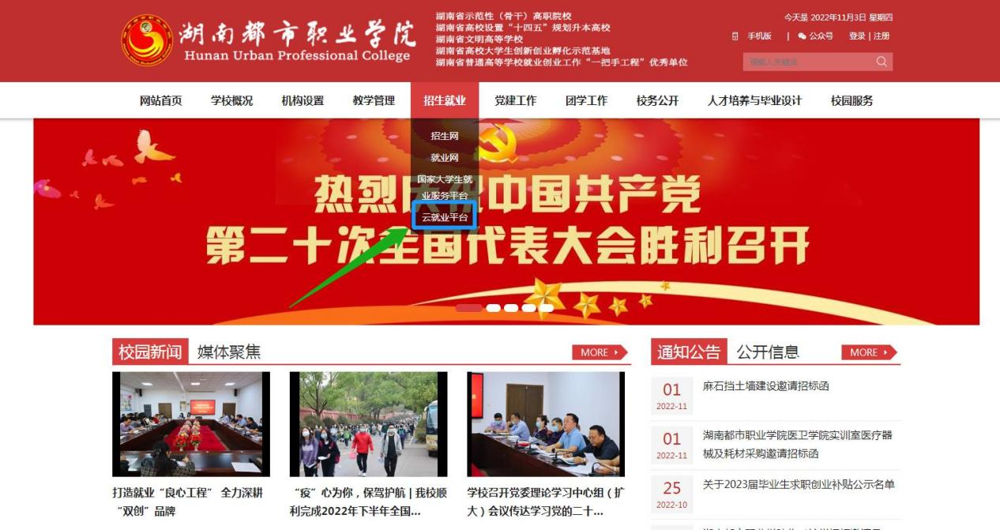 湖南都市职业学院
Hunan Urban Professional College
湖南省示范性（骨干）高职院校
湖南省高校设置“十四五”规划升本高校
湖南省文明高等学校
湖南省高校大学生创新创业孵化示范基地
湖南省普通高等学校就业创业工作“一把手工程”优秀单位
今天是 2022年11月3日 星期四
手机版 | 公众号 登录 | 注册
请输入关键词
网站首页 学校概况 机构设置 教学管理 招生就业 党建工作 团学工作 校务公开 人才培养与毕业设计 校园服务
招生网
就业网
国家大学生就
业服务平台
云就业平台
热烈庆祝中国共产党
第二十次全国代表大会胜利召开
校园新闻 媒体聚焦 MORE
打造就业“良心工程” 全力深耕
“双创”品牌
“疫”心为你，保驾护航 | 我校顺
利完成2022年下半年全国...
学校召开党委理论学习中心组（扩
大）会议传达学习党的二十...
通知公告 公开信息 MORE
01
2022-11
麻石挡土墙建设邀请招标函
01
2022-11
湖南都市职业学院医卫学院实训室医疗器
械及耗材采购邀请招标函
25
2022-10
关于2023届毕业生求职创业补贴公示名单